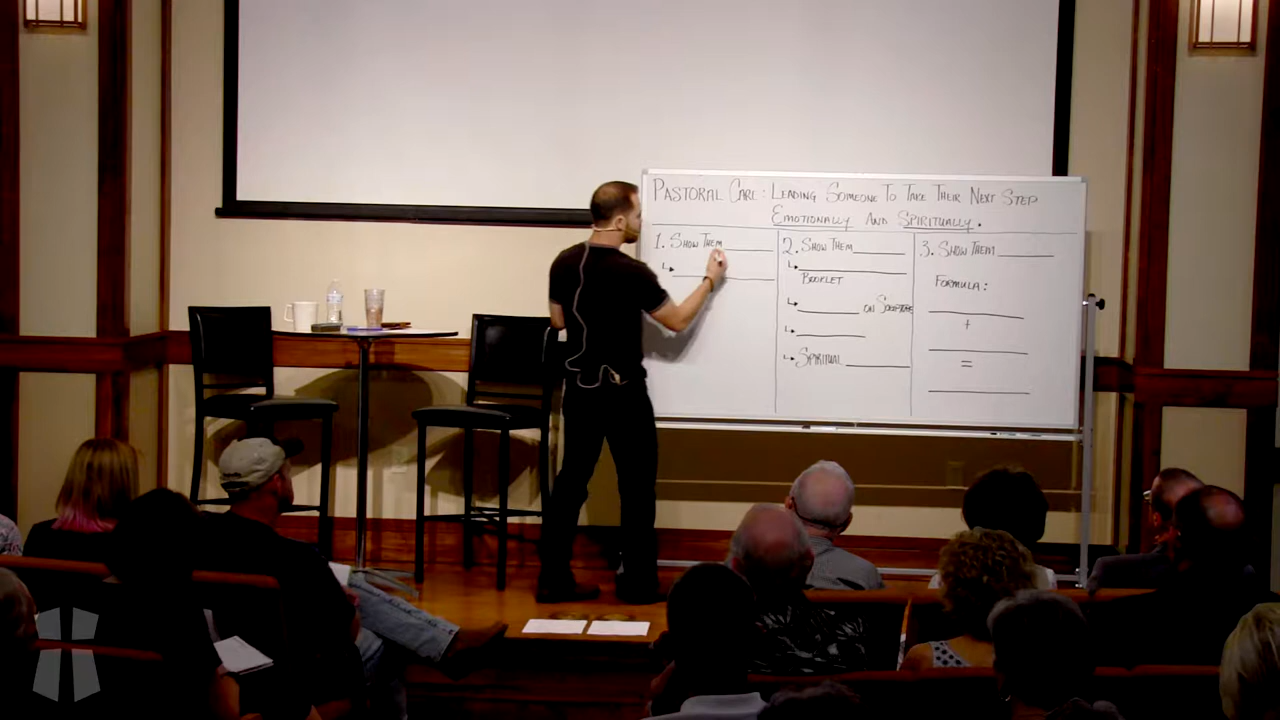 PASTORAL CARE: LEADING SOMEONE TO TAKE THEIR NEXT STEP
EMOTIONALLY AND SPIRITUALLY.
1. SHOW THEM
2. SHOW THEM
BOOKLET
ON SCRIPTURE
SPIRITUAL
3. SHOW THEM
FORMULA:
+
=